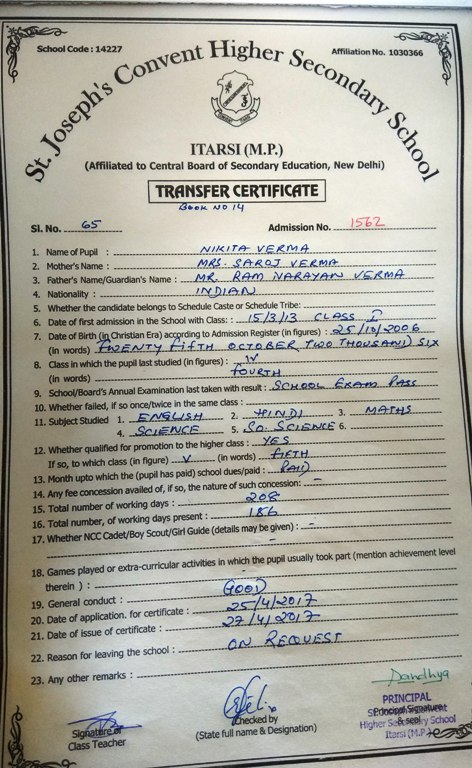 School Code : 14227
Affiliation No. 1030366
St. Joseph's Convent Higher Secondary School
ITARSI (M.P.)
(Affiliated to Central Board of Secondary Education, New Delhi)
TRANSFER CERTIFICATE
BOOK NO 14
Sl. No. 65 Admission No. 1562
1. Name of Pupil : NIKITA VERMA
2. Mother's Name : MRS. SAROJ VERMA
3. Father's Name/Guardian's Name : MR. RAM NARAYAN VERMA
4. Nationality : INDIAN
5. Whether the candidate belongs to Schedule Caste or Schedule Tribe:
6. Date of first admission in the School with Class : 15/3/13 CLASS I
7. Date of Birth (in Christian Era) according to Admission Register (in figures) : 25/10/2006
(in words) TWENTY FIFTH OCTOBER TWO THOUSAND SIX
8. Class in which the pupil last studied (in figures) : IV
(in words) FOURTH
9. School/Board's Annual Examination last taken with result : SCHOOL EXAM PASS
10. Whether failed, if so once/twice in the same class : -
11. Subject Studied 1. ENGLISH 2. HINDI 3. MATHS
4. SCIENCE 5. SO. SCIENCE 6.
12. Whether qualified for promotion to the higher class : YES
If so, to which class (in figure) V (in words) FIFTH
13. Month upto which the (pupil has paid) school dues/paid : PAID
14. Any fee concession availed of, if so, the nature of such concession: -
15. Total number of working days : 208
16. Total number, of working days present : 186
17. Whether NCC Cadet/Boy Scout/Girl Guide (details may be given) : -
18. Games played or extra-curricular activities in which the pupil usually took part (mention achievement level
therein ) : -
19. General conduct : GOOD
20. Date of application. for certificate : 25/4/2017
21. Date of issue of certificate : 27/4/2017
22. Reason for leaving the school : ON REQUEST
23. Any other remarks : -
Signature of
Class Teacher
Checked by
(State full name & Designation)
PRINCIPAL
Principal Signature
& seal
Higher Secondary School
Itarsi (M.P.)